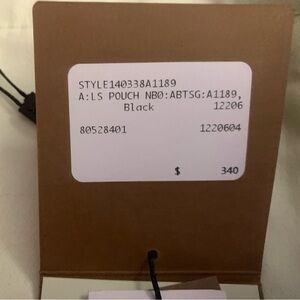 STYLE140338A1189
A:LS POUCH NB0:ABTSG:A1189,
Black 12206
80528401 1220604
$ 340